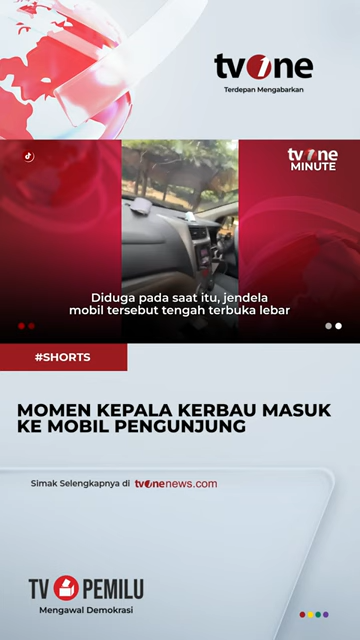 tvOne
Terdepan Mengabarkan
tvOne
MINUTE
Diduga pada saat itu, jendela
mobil tersebut tengah terbuka lebar
#SHORTS
MOMEN KEPALA KERBAU MASUK
KE MOBIL PENGUNJUNG
Simak Selengkapnya di tvonenews.com
TV PEMILU
Mengawal Demokrasi